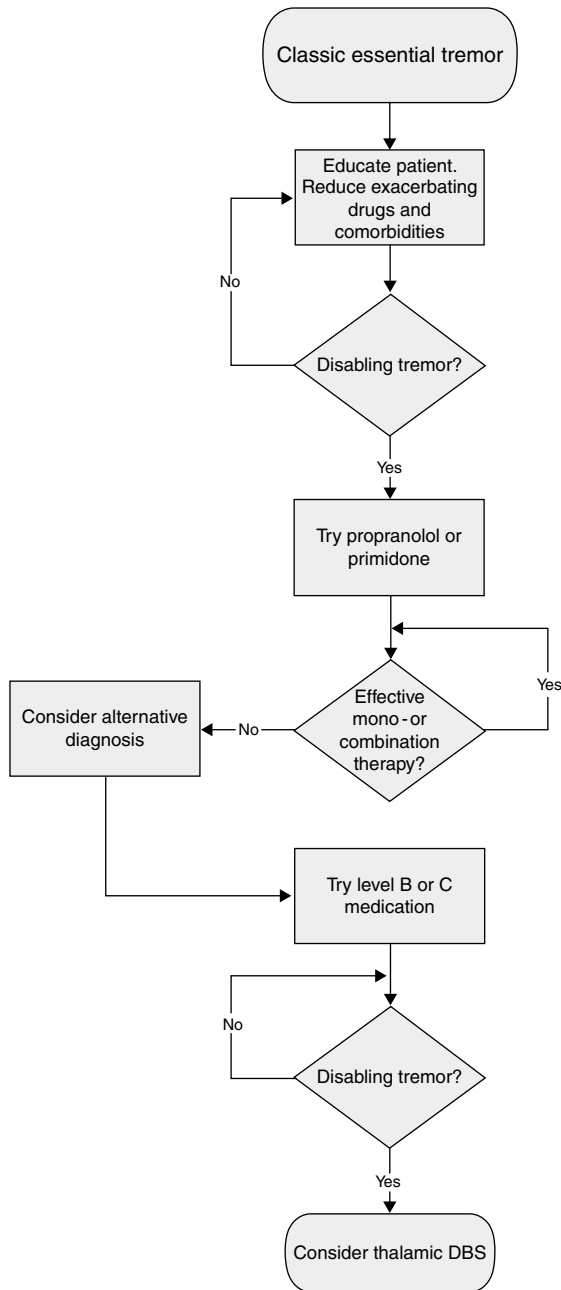 Classic essential tremor
Educate patient.
Reduce exacerbating
drugs and
comorbidities
No
Disabling tremor?
Yes
Try propranolol or
primidone
Yes
Effective
mono-or
combination
therapy?
No
Consider alternative
diagnosis
Try level B or C
medication
No
Disabling tremor?
Yes
Consider thalamic DBS